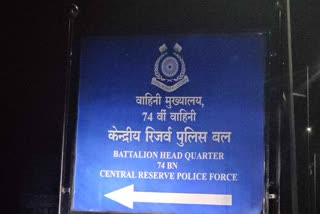 वाहिनी मुख्यालय,
74 वीं वाहिनी
केन्द्रीय रिजर्व पुलिस बल
BATTALION HEAD QUARTER
74 BN
CENTRAL RESERVE POLICE FORCE